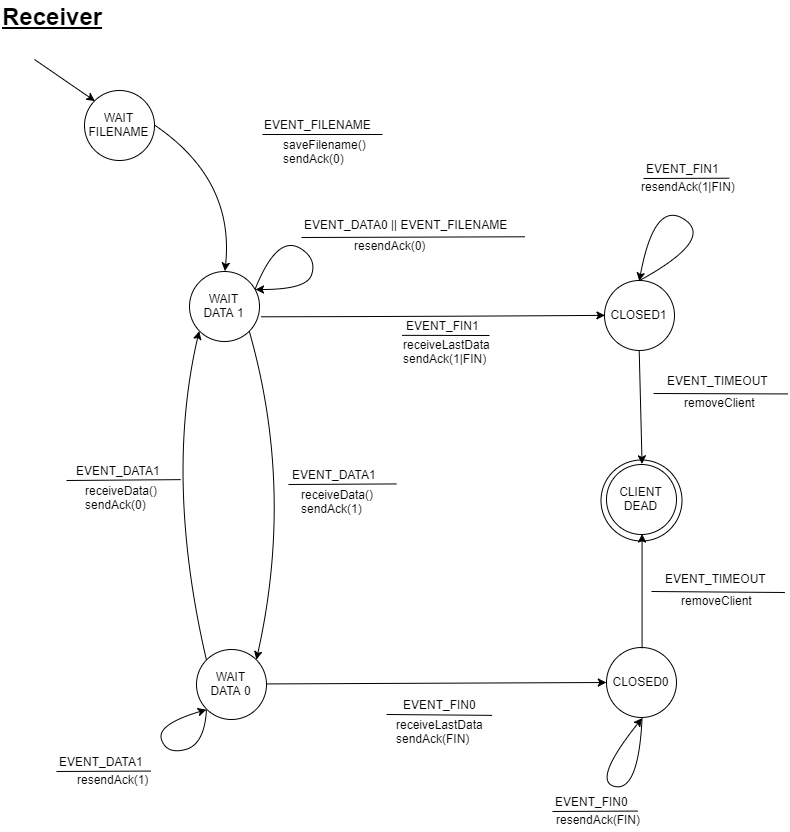 Receiver
WAIT
FILENAME
EVENT_FILENAME
saveFilename()
sendAck(0)
EVENT_FIN1
resendAck(1|FIN)
EVENT_DATA0 || EVENT_FILENAME
resendAck(0)
WAIT
DATA 1
EVENT_FIN1
receiveLastData
sendAck(1|FIN)
CLOSED1
EVENT_TIMEOUT
removeClient
EVENT_DATA1
receiveData()
sendAck(0)
EVENT_DATA1
receiveData()
sendAck(1)
CLIENT
DEAD
EVENT_TIMEOUT
removeClient
WAIT
DATA 0
EVENT_FIN0
receiveLastData
sendAck(FIN)
CLOSED0
EVENT_DATA1
resendAck(1)
EVENT_FIN0
resendAck(FIN)